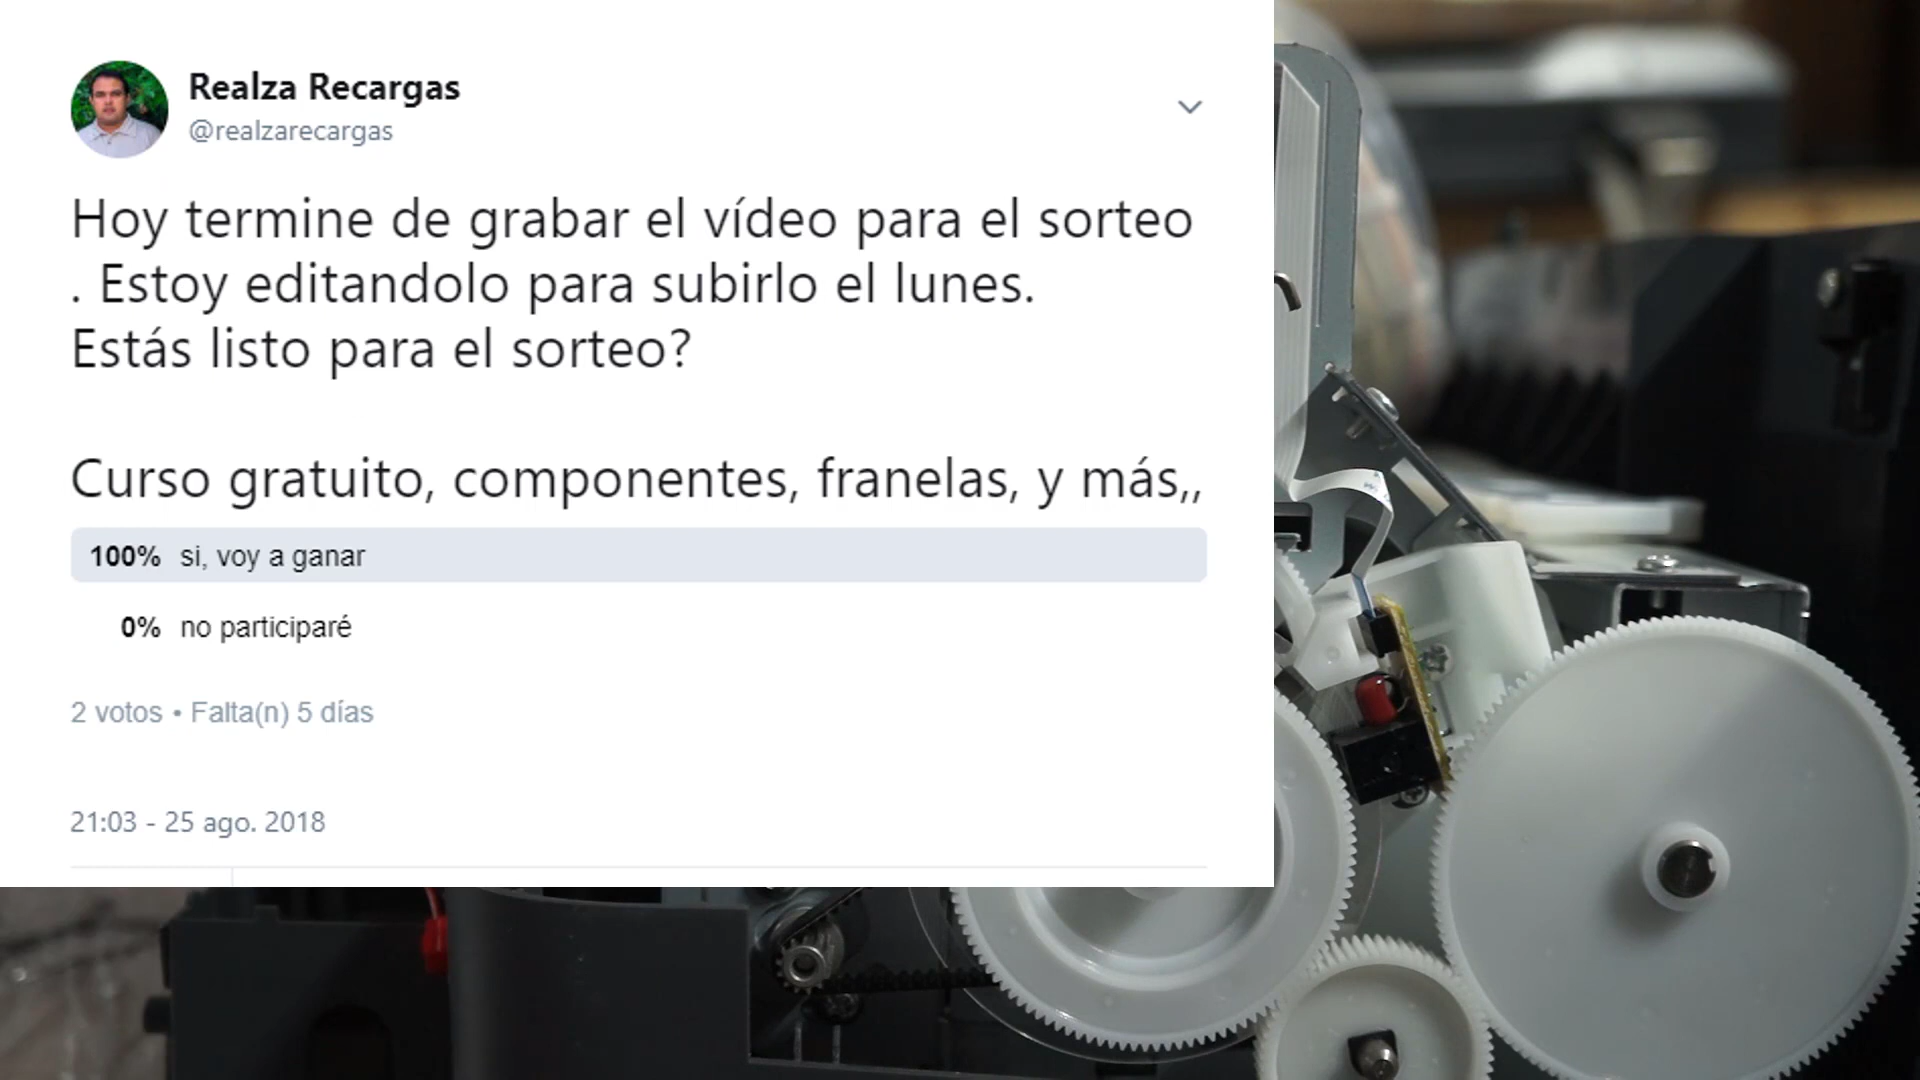 Realza Recargas
@realzarecargas
Hoy termine de grabar el vídeo para el sorteo
. Estoy editandolo para subirlo el lunes.
Estás listo para el sorteo?
Curso gratuito, componentes, franelas, y más,,
100% si, voy a ganar
0% no participaré
2 votos • Falta(n) 5 días
21:03 - 25 ago. 2018